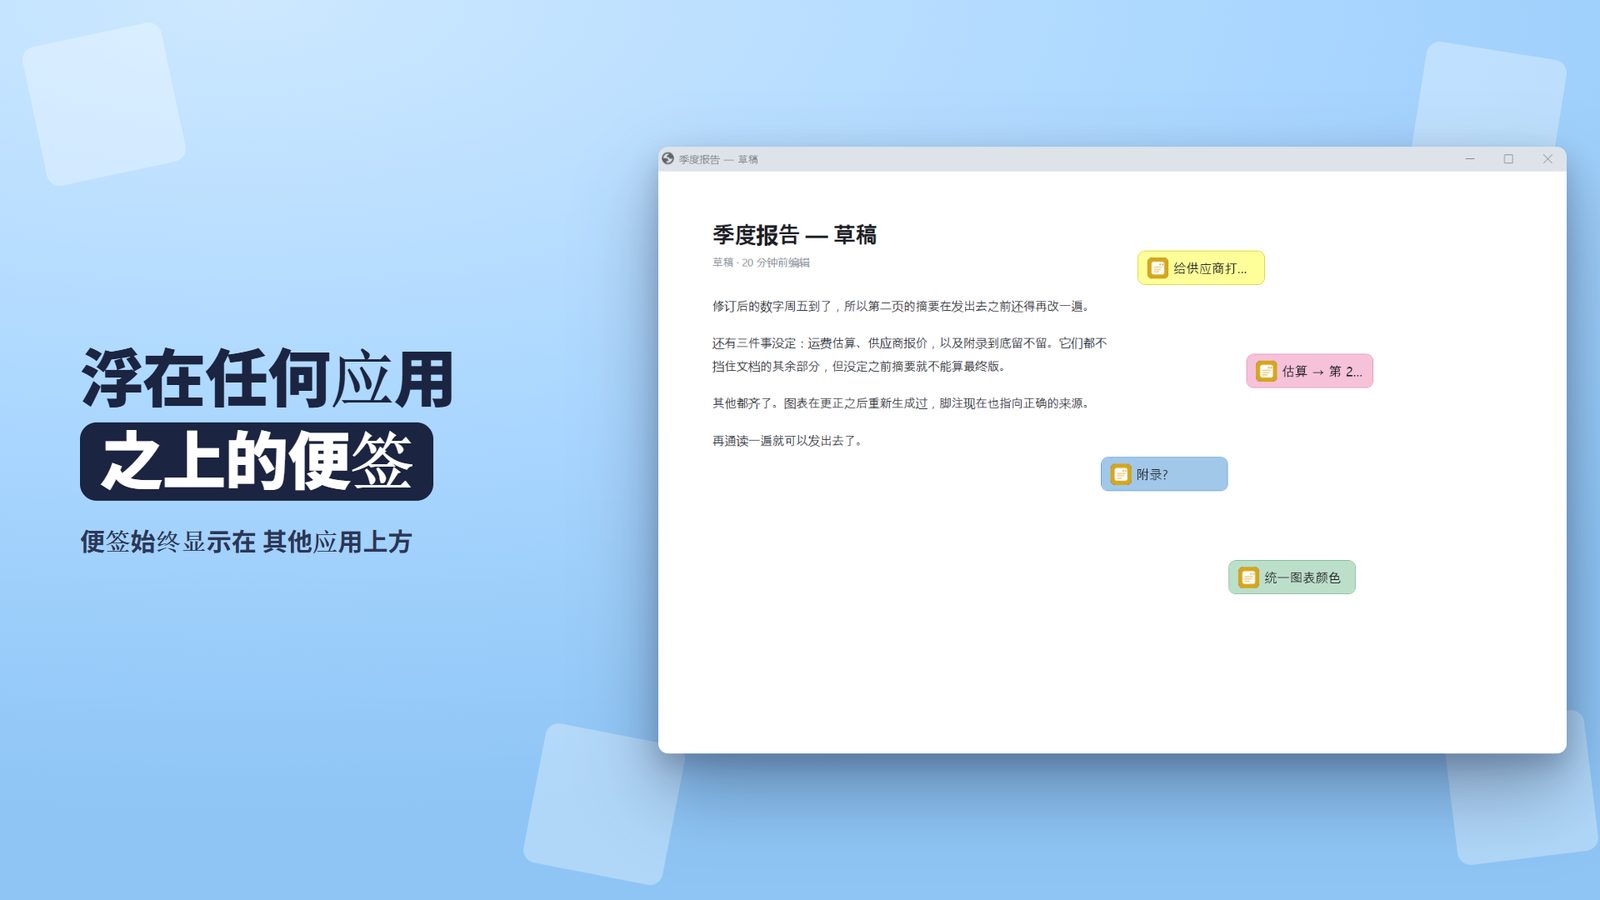 浮在任何应用
之上的便签
便签始终显示在 其他应用上方
季度报告 — 草稿
季度报告 — 草稿
草稿 · 20 分钟前编辑
修订后的数字周五到了，所以第二页的摘要在发出去之前还得再改一遍。
还有三件事没定：运费估算、供应商报价，以及附录到底留不留。它们都不
挡住文档的其余部分，但没定之前摘要就不能算最终版。
其他都齐了。图表在更正之后重新生成过，脚注现在也指向正确的来源。
再通读一遍就可以发出去了。
给供应商打...
估算 → 第 2...
附录?
统一图表颜色